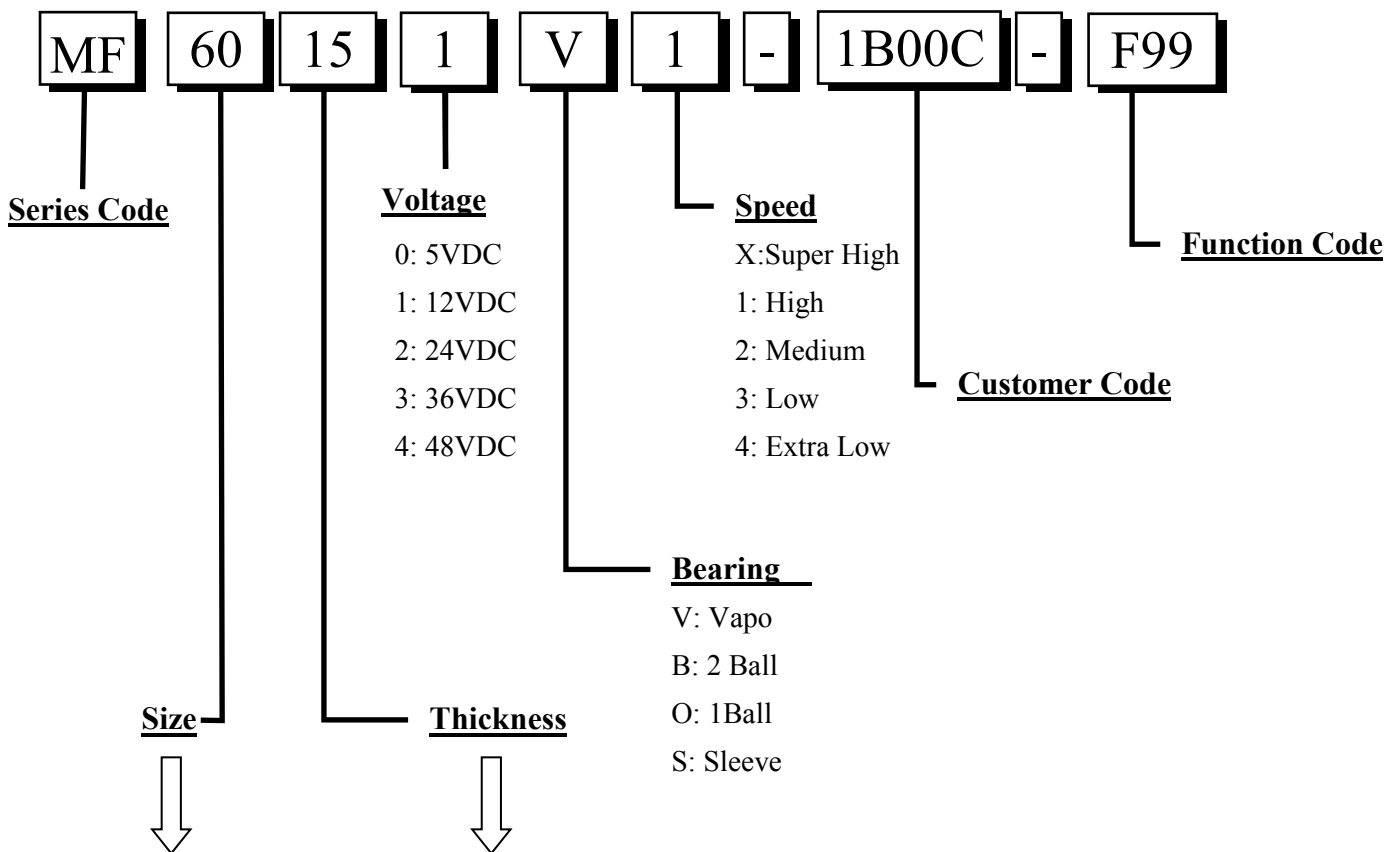 MF 60 15 1 V 1 - 1B00C - F99
Series Code
Voltage
0: 5VDC
1: 12VDC
2: 24VDC
3: 36VDC
4: 48VDC
Speed
X:Super High
1: High
2: Medium
3: Low
4: Extra Low
Function Code
Customer Code
Bearing
V: Vapo
B: 2 Ball
O: 1Ball
S: Sleeve
Size
Thickness